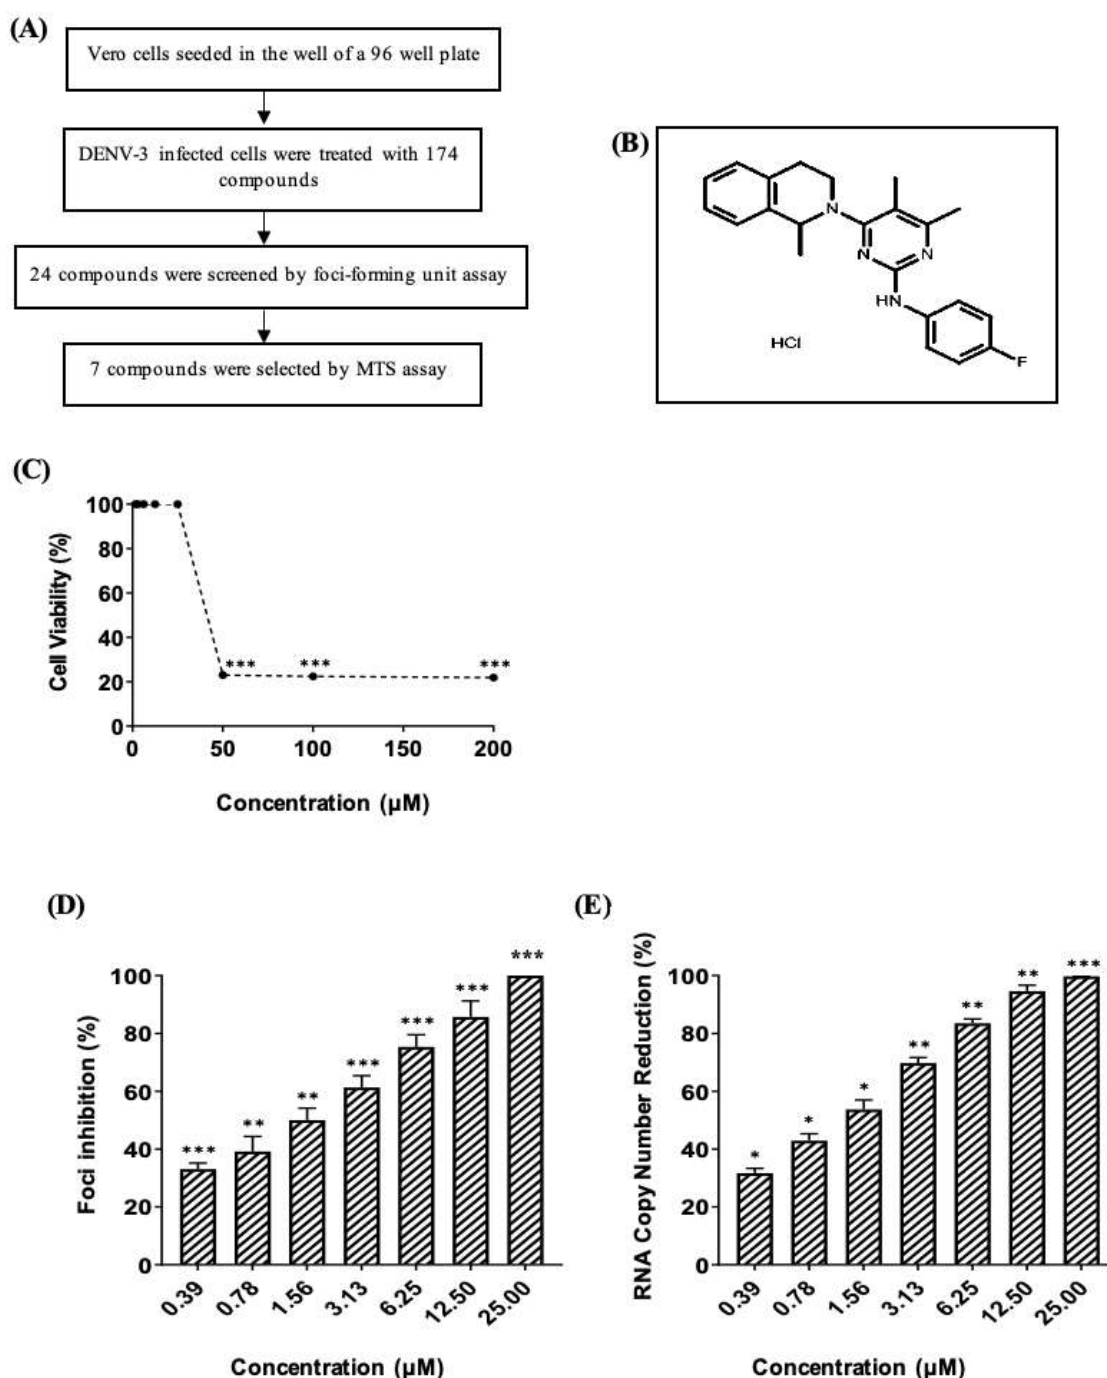 (A)
Vero cells seeded in the well of a 96 well plate
DENV-3 infected cells were treated with 174
compounds
24 compounds were screened by foci-forming unit assay
7 compounds were selected by MTS assay
(B)
N
N
N
HN
F
HCl
(C)
Cell Viability (%)
100
80
60
40
20
0
*** *** ***
0 50 100 150 200
Concentration (µM)
(D)
Foci inhibition (%)
100
80
60
40
20
0
*** ** ** *** *** *** ***
0.39 0.78 1.56 3.13 6.25 12.50 25.00
Concentration (µM)
(E)
RNA Copy Number Reduction (%)
100
80
60
40
20
0
* * * ** ** ** ***
0.39 0.78 1.56 3.13 6.25 12.50 25.00
Concentration (µM)